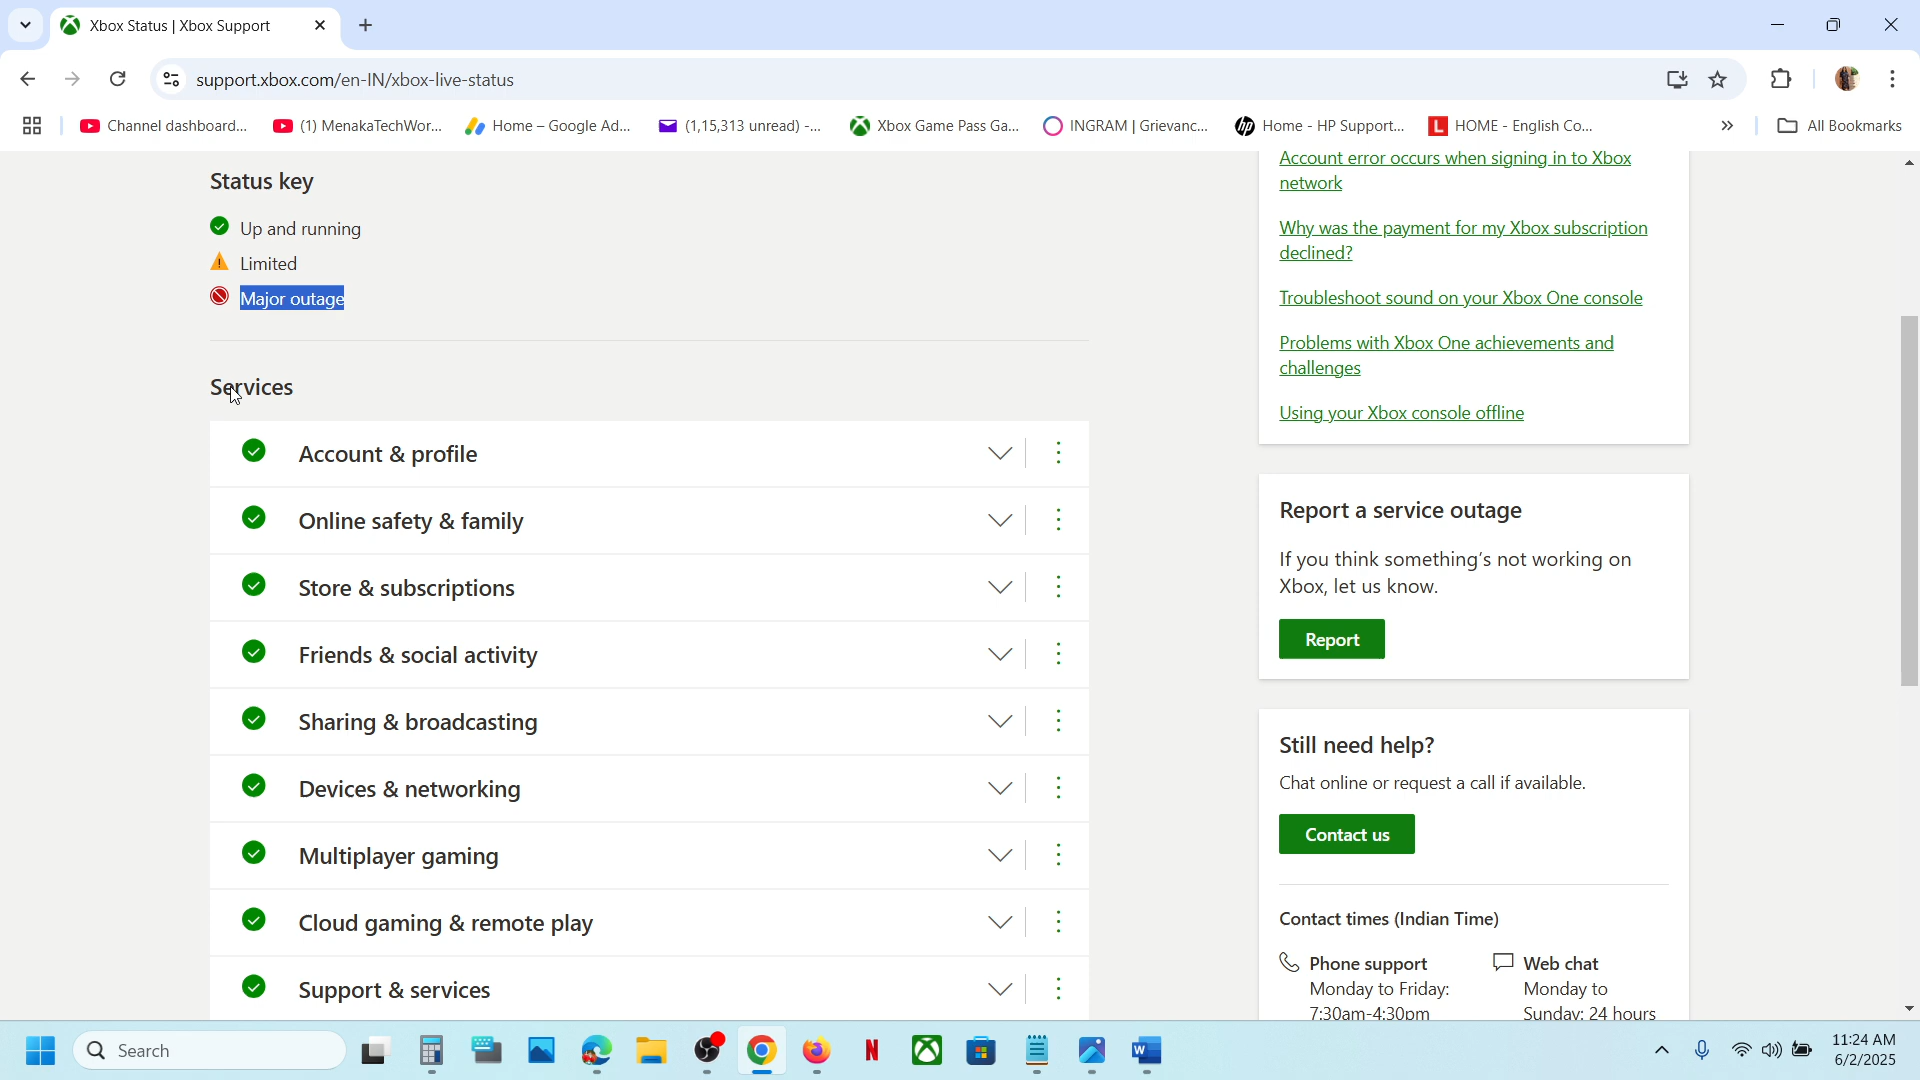 Xbox Status | Xbox Support
support.xbox.com/en-IN/xbox-live-status
Channel dashboard... (1) MenakaTechWor... Home – Google Ad... (1,15,313 unread) -... Xbox Game Pass Ga... INGRAM | Grievanc... hp Home - HP Support... L HOME - English Co... All Bookmarks
Status key
Up and running
Limited
Major outage
Services
Account & profile
Online safety & family
Store & subscriptions
Friends & social activity
Sharing & broadcasting
Devices & networking
Multiplayer gaming
Cloud gaming & remote play
Support & services
Account error occurs when signing in to Xbox
network
Why was the payment for my Xbox subscription
declined?
Troubleshoot sound on your Xbox One console
Problems with Xbox One achievements and
challenges
Using your Xbox console offline
Report a service outage
If you think something's not working on
Xbox, let us know.
Report
Still need help?
Chat online or request a call if available.
Contact us
Contact times (Indian Time)
Phone support
Monday to Friday:
7:30am-4:30pm
Web chat
Monday to
Sunday: 24 hours
Search
N
W
11:24 AM
6/2/2025